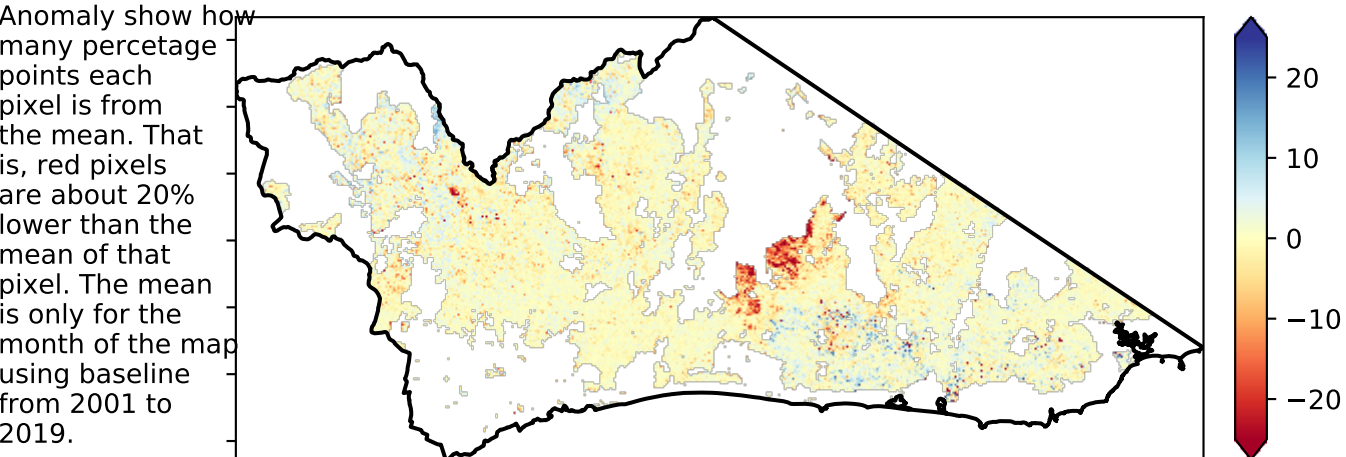 Anomaly show how
many percetage
points each
pixel is from
the mean. That
is, red pixels
are about 20%
lower than the
mean of that
pixel. The mean
is only for the
month of the map
using baseline
from 2001 to
2019.
20
10
0
−10
−20